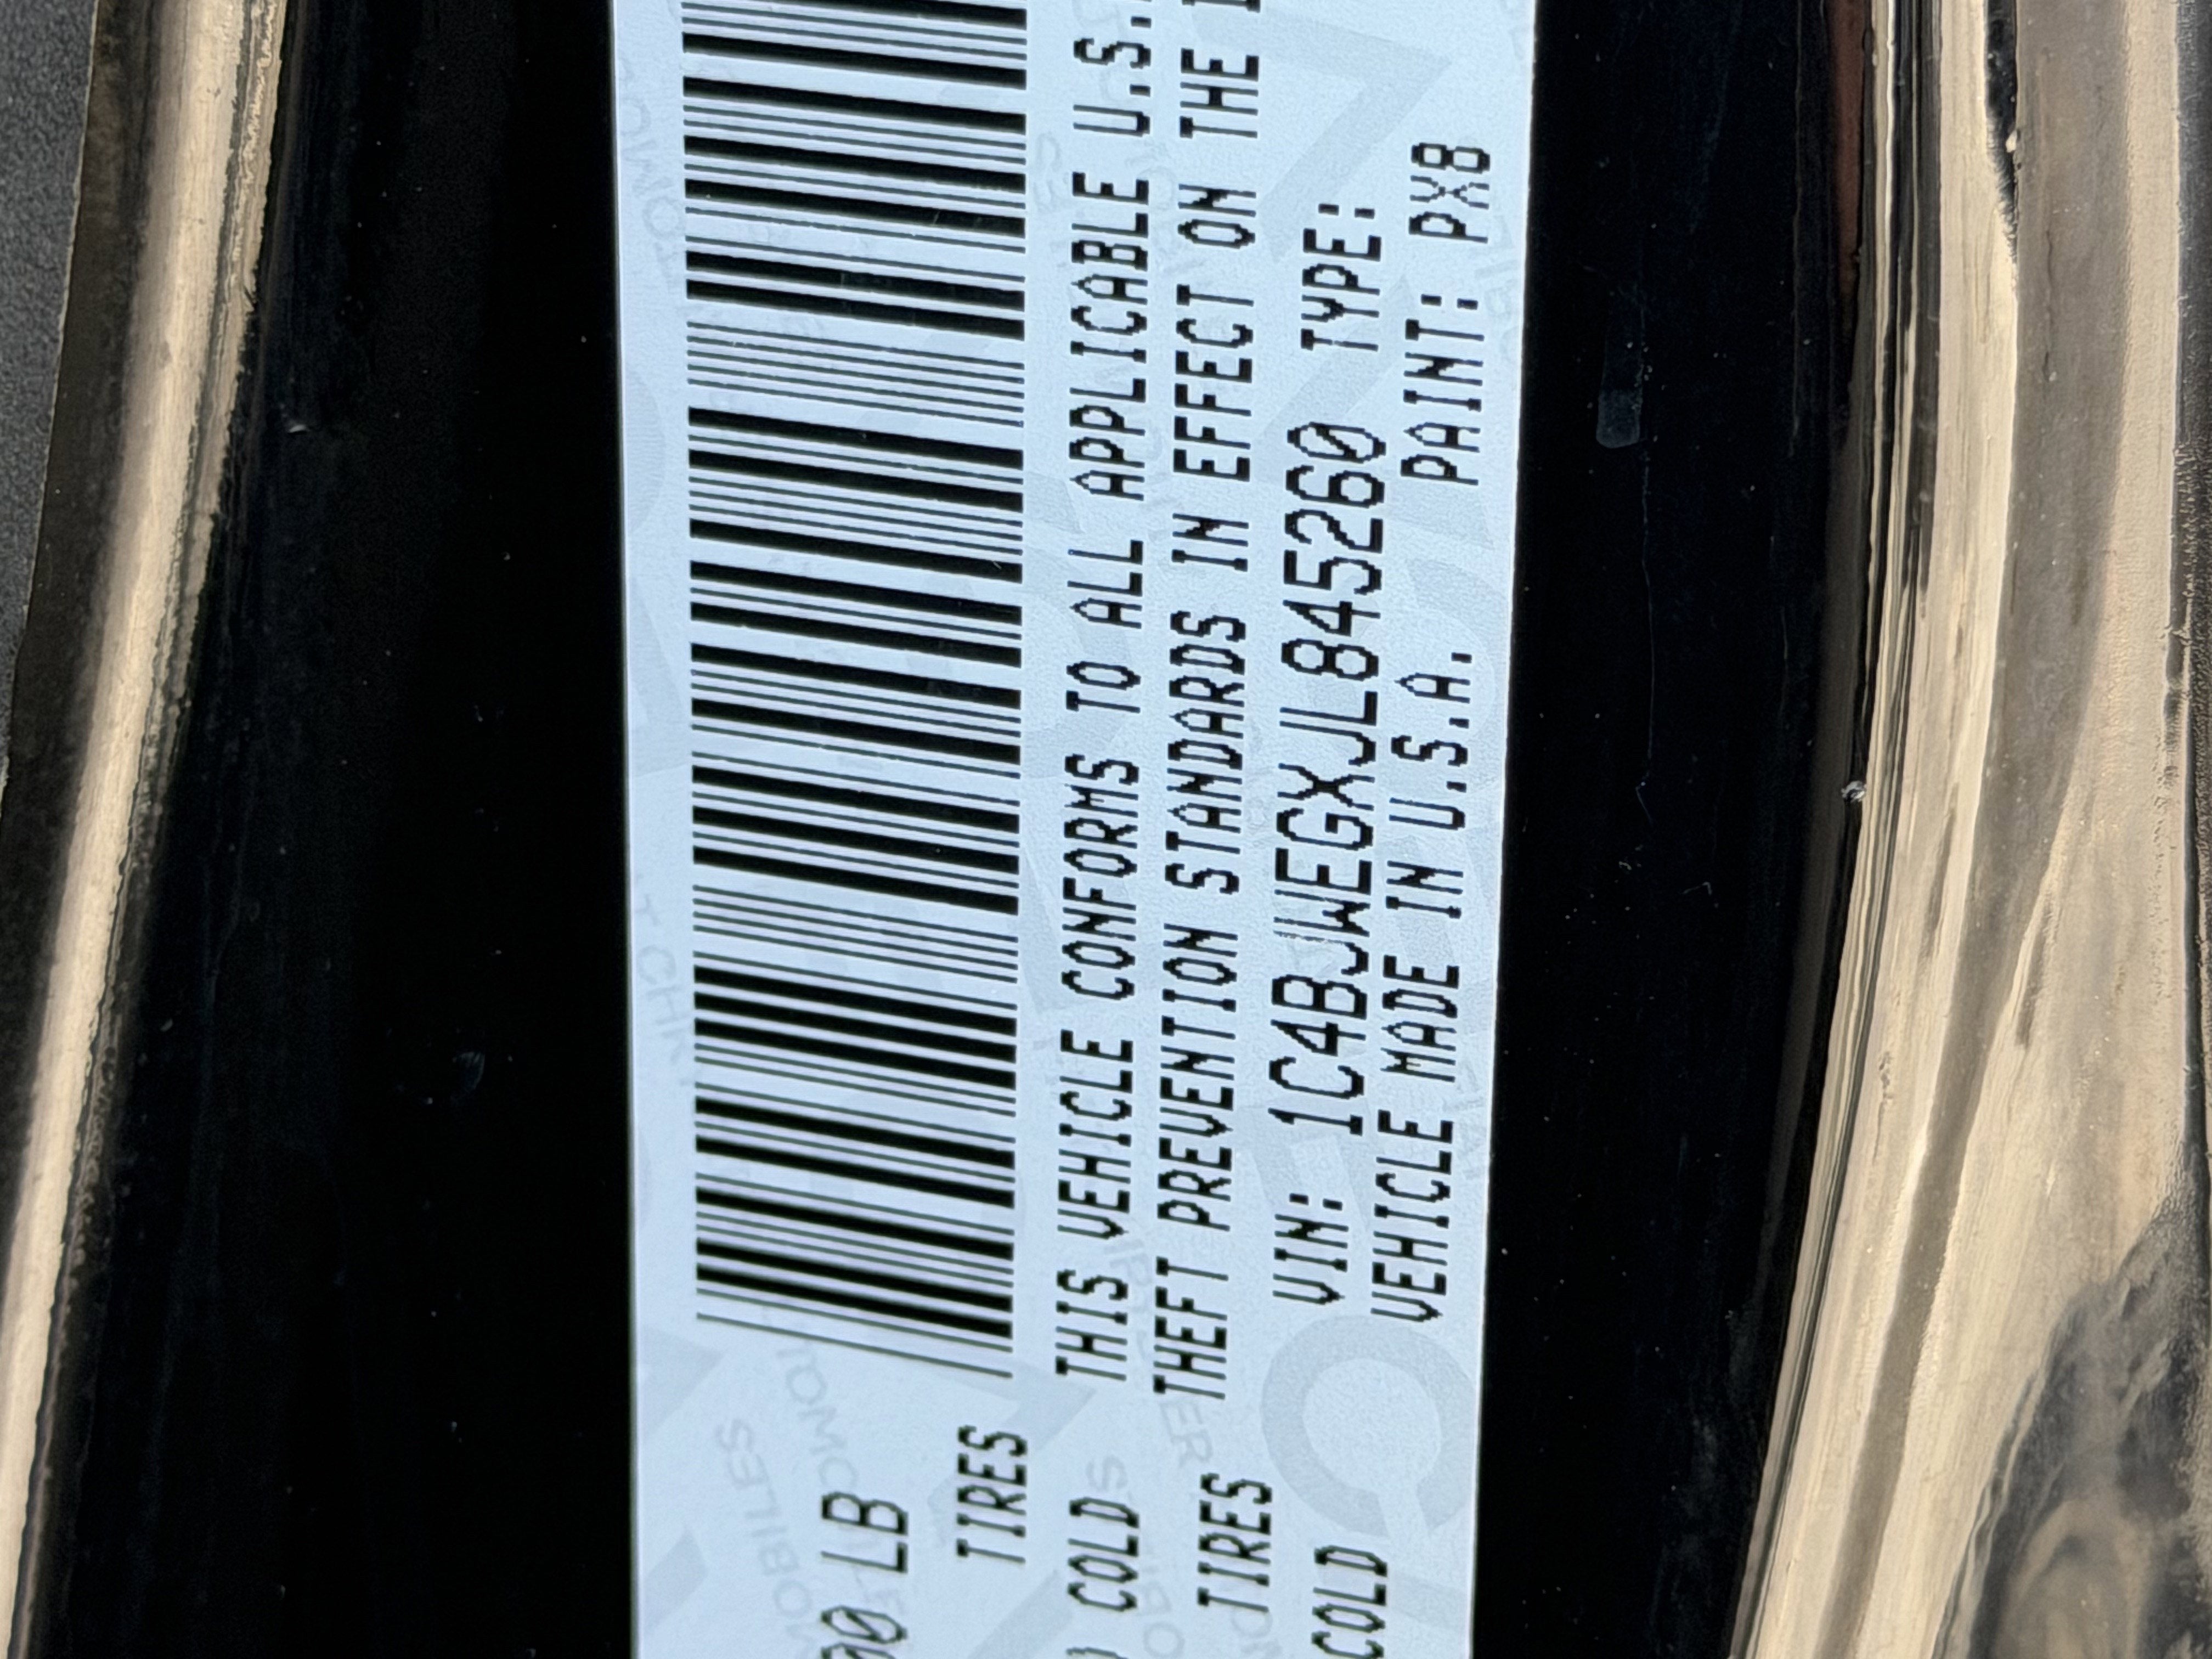 00 LB
TIRES
COLD
TIRES
COLD
THIS VEHICLE CONFORMS TO ALL APPLICABLE U.S.
THEFT PREVENTION STANDARDS IN EFFECT ON THE
VIN: 1C4BJWEGXJL845260 TYPE:
VEHICLE MADE IN U.S.A. PAINT: PX8